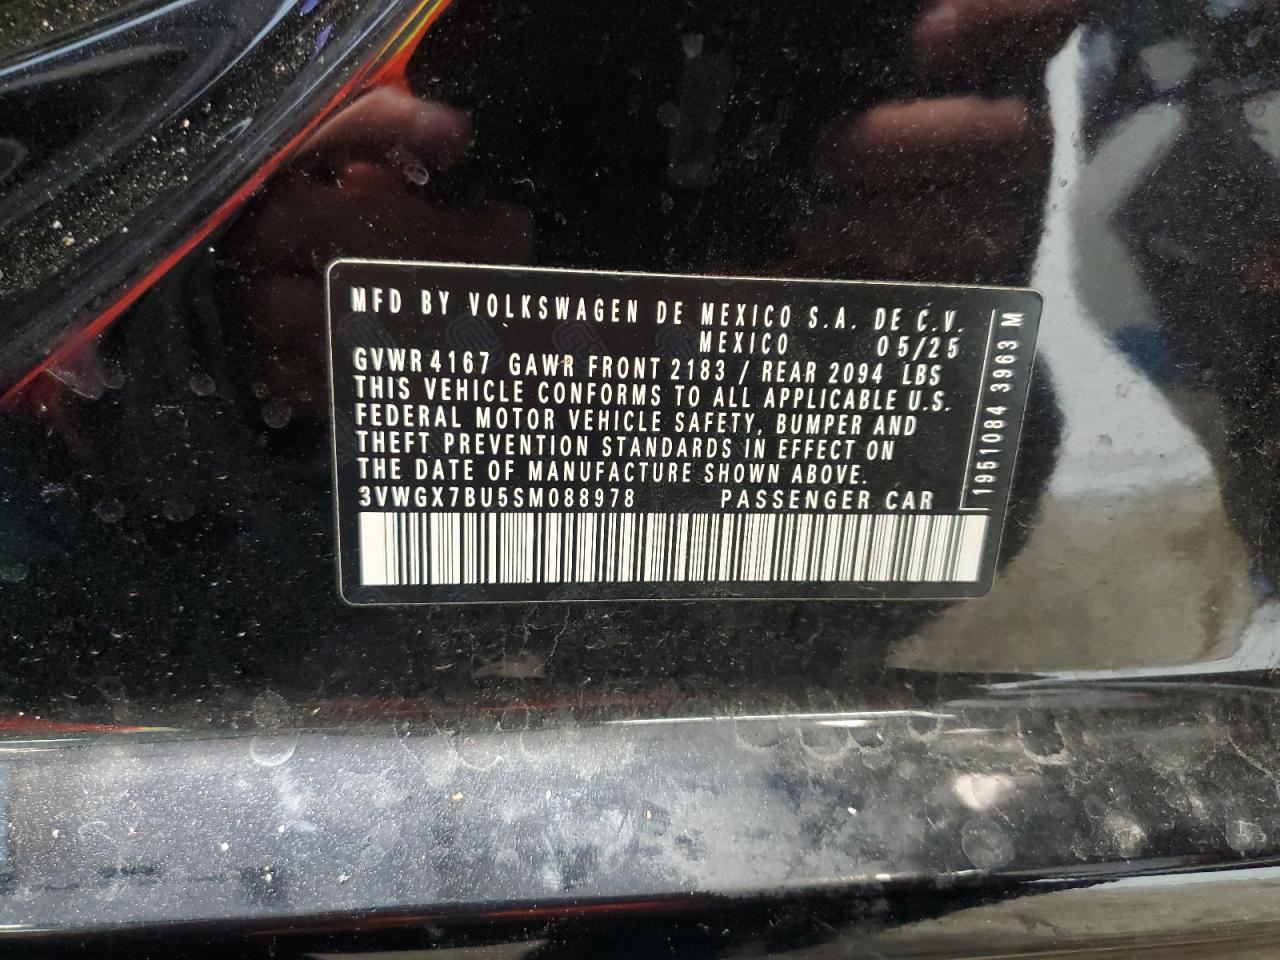 MFD BY VOLKSWAGEN DE MEXICO S.A. DE C.V.
MEXICO 05/25
GVWR 4167 GAWR FRONT 2183 / REAR 2094 LBS
THIS VEHICLE CONFORMS TO ALL APPLICABLE U.S.
FEDERAL MOTOR VEHICLE SAFETY, BUMPER AND
THEFT PREVENTION STANDARDS IN EFFECT ON
THE DATE OF MANUFACTURE SHOWN ABOVE.
3VWGX7BU5SM088978 PASSENGER CAR
1951084 3963 M